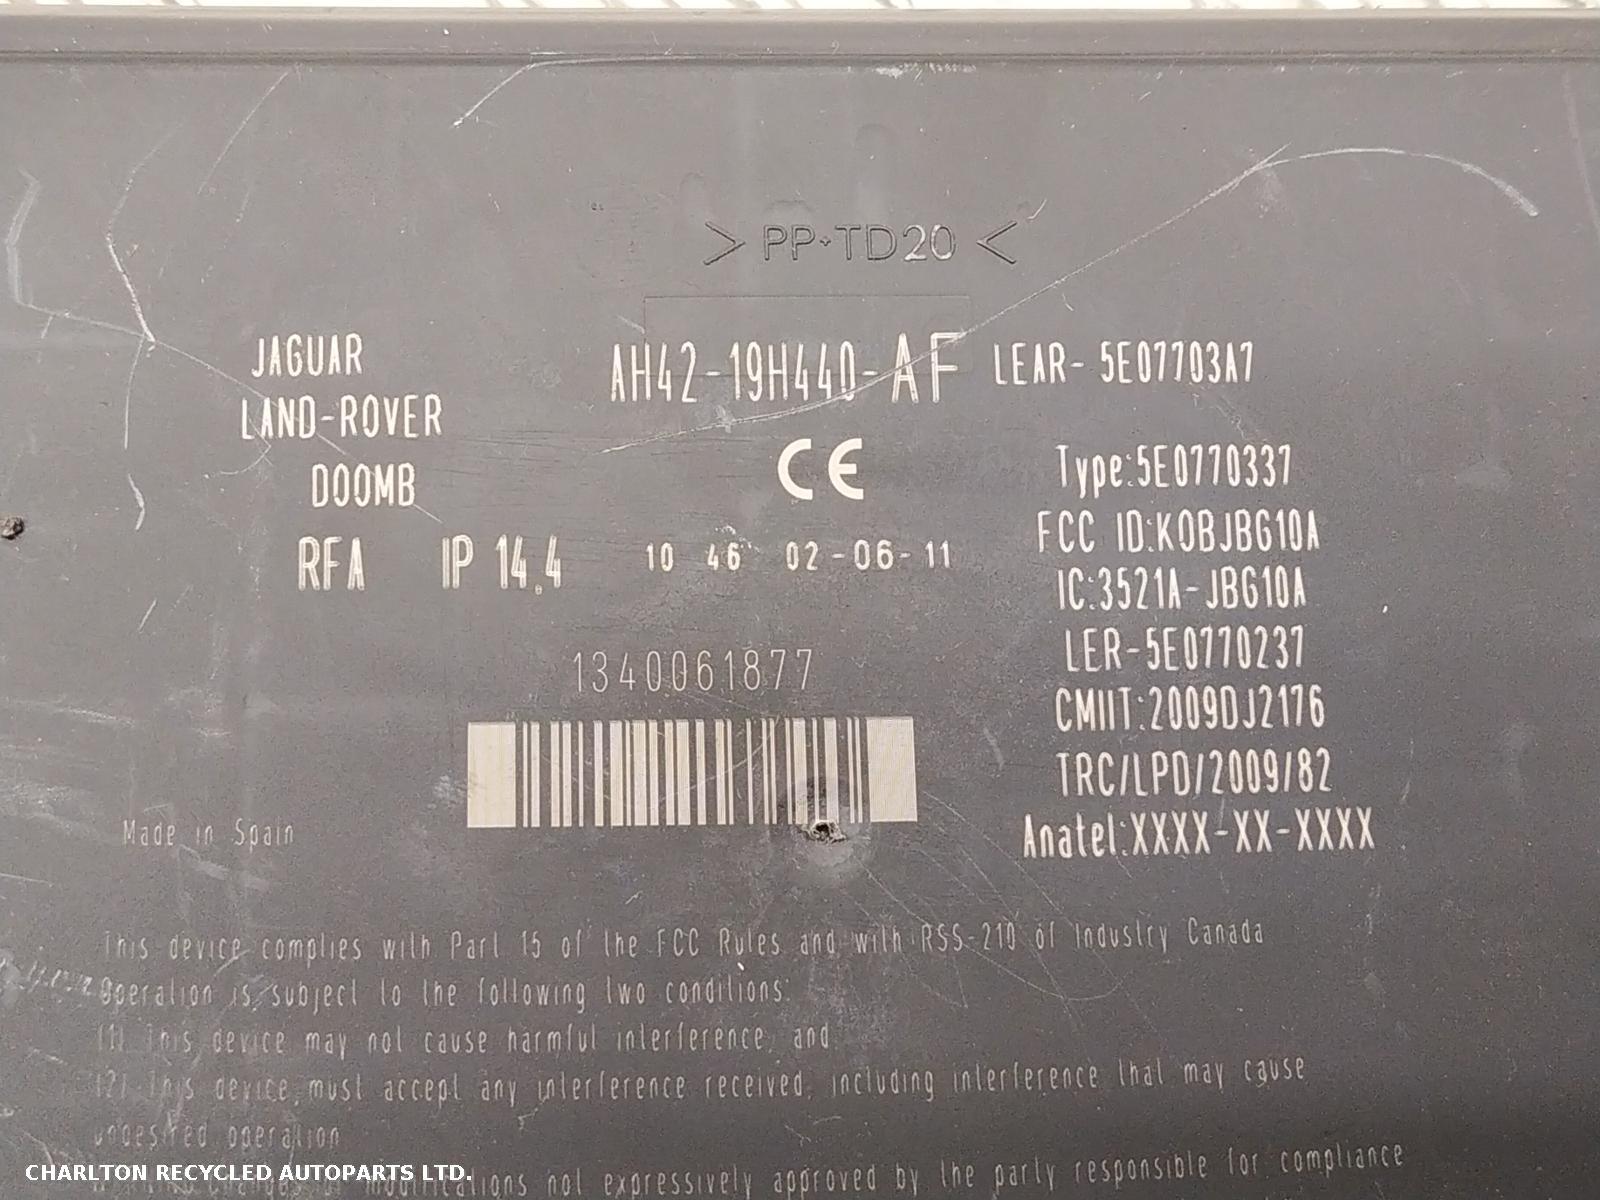 > PP+TD20 <
JAGUAR
LAND-ROVER
DOOMB
AH42-19H440-AF LEAR- 5E07703A7
CE
RFA IP 14.4 10 46 02-06-11
Type:5E0770337
FCC ID:KOBJBG10A
IC:3521A-JBG10A
LER-5E0770237
CMIIT:2009DJ2176
TRC/LPD/2009/82
Anatel:XXXX-XX-XXXX
1340061877
Made in Spain
This device complies with Part 15 of the FCC Rules and with RSS-210 of Industry Canada
Operation is subject to the following two conditions:
(1) This device may not cause harmful interference, and
(2) This device must accept any interference received, including interference that may cause
undesired operation
modifications not expressively approved by the party responsible for compliance
CHARLTON RECYCLED AUTOPARTS LTD.